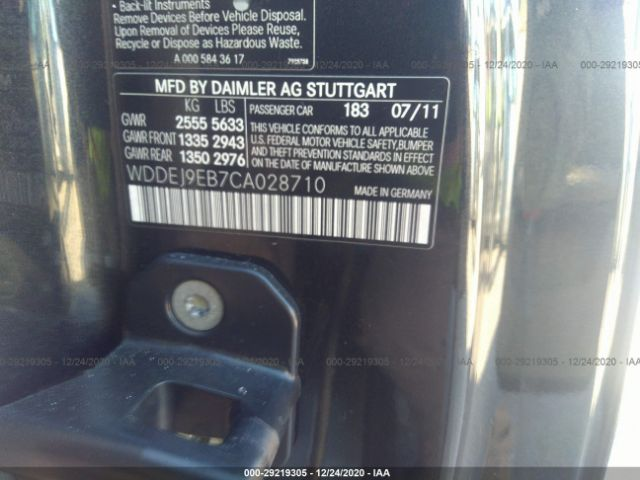 • Back-lit Instruments
Remove Devices Before Vehicle Disposal.
Upon Removal of Devices Please Reuse,
Recycle or Dispose as Hazardous Waste.
A 000 584 36 17
MFD BY DAIMLER AG STUTTGART
KG LBS PASSENGER CAR 183 07/11
GVWR 2555 5633
GAWR FRONT 1335 2943
GAWR REAR 1350 2976
THIS VEHICLE CONFORMS TO ALL APPLICABLE
U.S. FEDERAL MOTOR VEHICLE SAFETY, BUMPER
AND THEFT PREVENTION STANDARDS IN EFFECT
ON THE DATE OF MANUFACTURE SHOWN ABOVE.
WDDEJ9EB7CA028710
MADE IN GERMANY
000-29219305 - 12/24/2020 - IAA